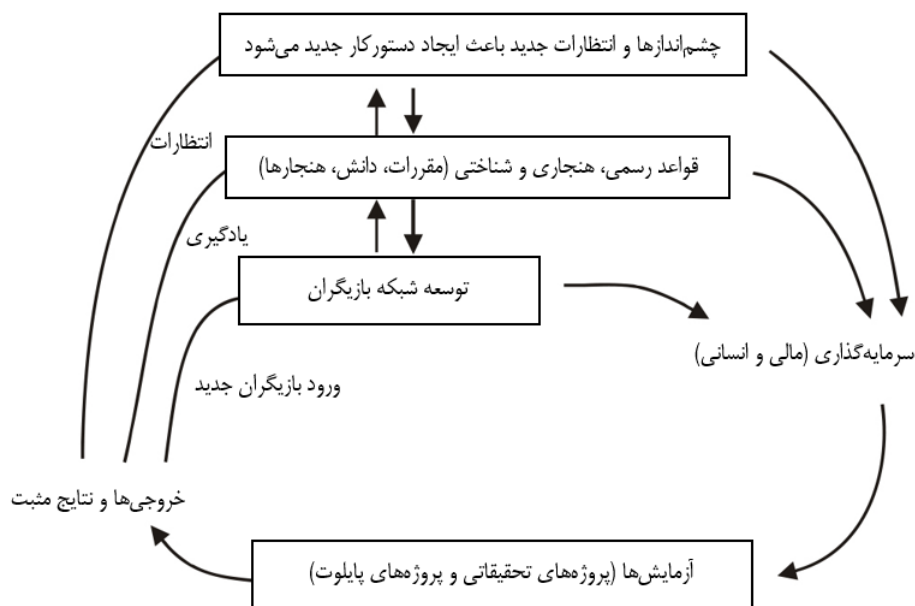 چشم‌اندازها و انتظارات جدید باعث ایجاد دستورکار جدید می‌شود
انتظارات
قواعد رسمی، هنجاری و شناختی (مقررات، دانش، هنجارها)
یادگیری
توسعه شبکه بازیگران
سرمایه‌گذاری (مالی و انسانی)
ورود بازیگران جدید
خروجی‌ها و نتایج مثبت
آزمایش‌ها (پروژه‌های تحقیقاتی و پروژه‌های پایلوت)